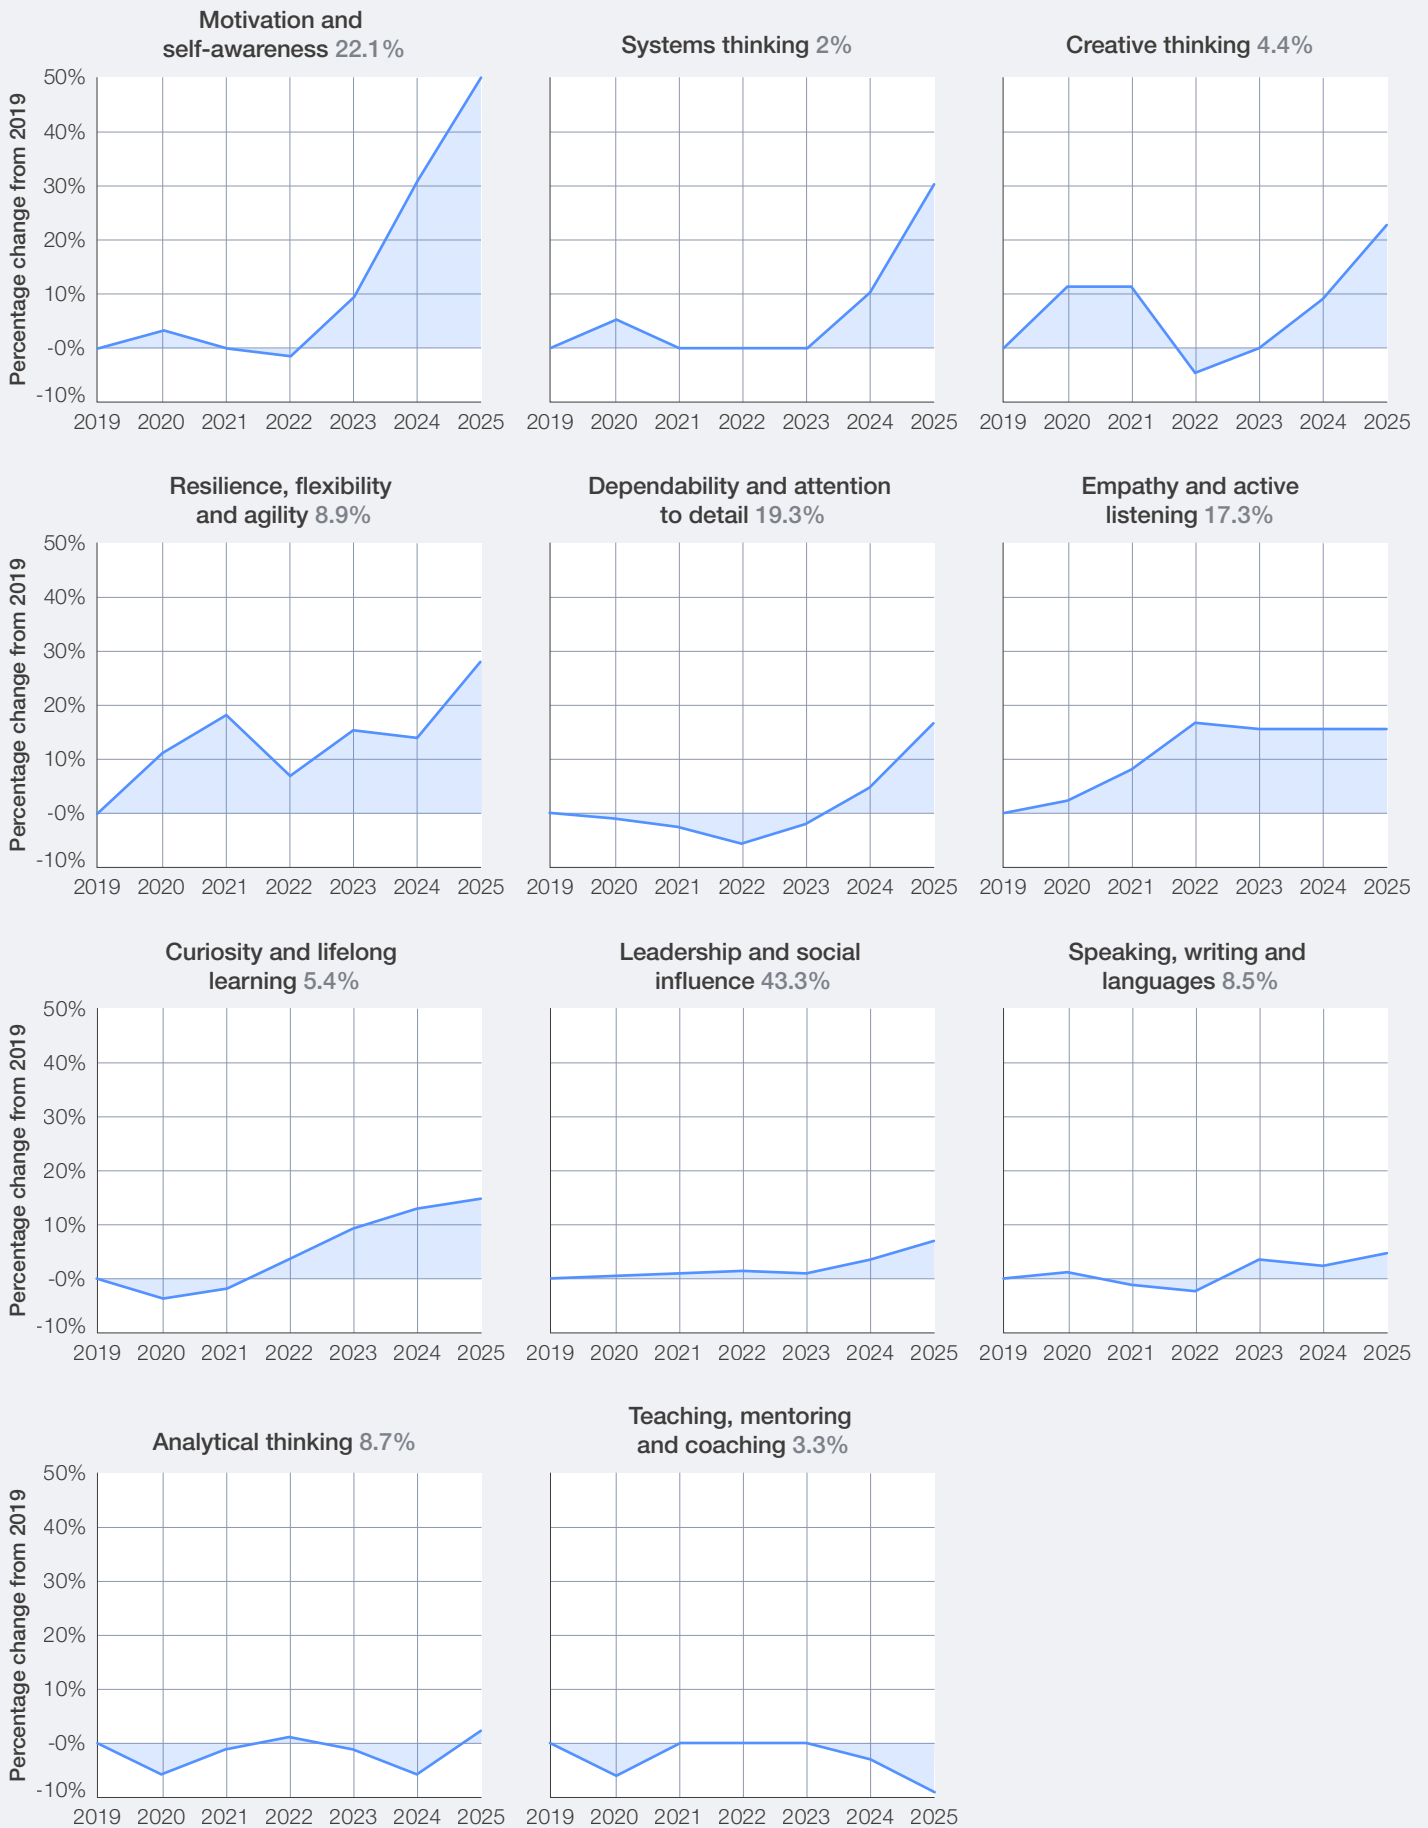 Motivation and
self-awareness 22.1%
Systems thinking 2%
Creative thinking 4.4%
Percentage change from 2019
50%
40%
30%
20%
10%
-0%
-10%
2019 2020 2021 2022 2023 2024 2025
2019 2020 2021 2022 2023 2024 2025
2019 2020 2021 2022 2023 2024 2025
Resilience, flexibility
and agility 8.9%
Dependability and attention
to detail 19.3%
Empathy and active
listening 17.3%
Percentage change from 2019
50%
40%
30%
20%
10%
-0%
-10%
2019 2020 2021 2022 2023 2024 2025
2019 2020 2021 2022 2023 2024 2025
2019 2020 2021 2022 2023 2024 2025
Curiosity and lifelong
learning 5.4%
Leadership and social
influence 43.3%
Speaking, writing and
languages 8.5%
Percentage change from 2019
50%
40%
30%
20%
10%
-0%
-10%
2019 2020 2021 2022 2023 2024 2025
2019 2020 2021 2022 2023 2024 2025
2019 2020 2021 2022 2023 2024 2025
Analytical thinking 8.7%
Teaching, mentoring
and coaching 3.3%
Percentage change from 2019
50%
40%
30%
20%
10%
-0%
-10%
2019 2020 2021 2022 2023 2024 2025
2019 2020 2021 2022 2023 2024 2025